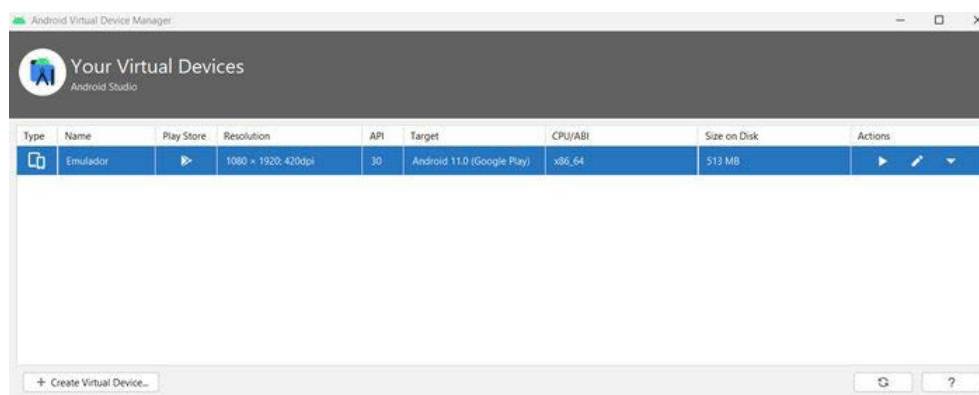 Android Virtual Device Manager
Your Virtual Devices
Android Studio
Type Name Play Store Resolution API Target CPU/ABI Size on Disk Actions
Emulador 1080 × 1920: 420dpi 30 Android 11.0 (Google Play) x86_64 513 MB
+ Create Virtual Device...
?